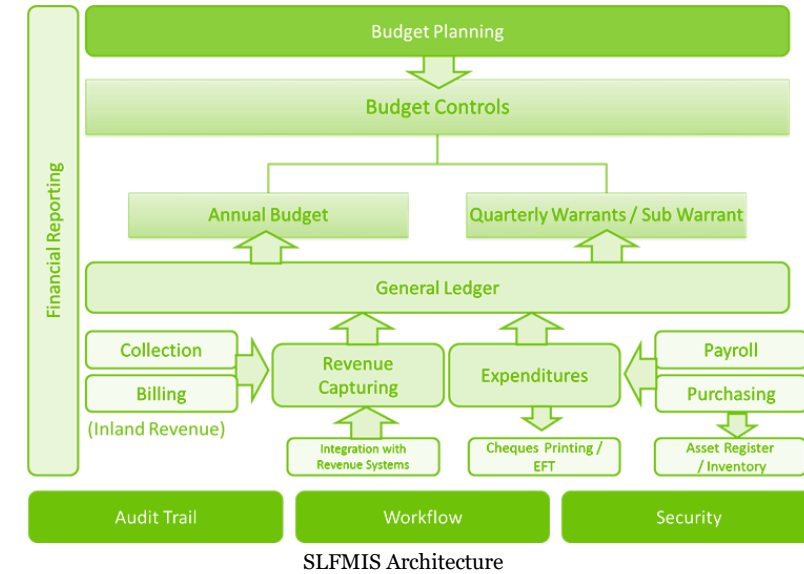 Financial Reporting
Budget Planning
Budget Controls
Annual Budget
Quarterly Warrants / Sub Warrant
General Ledger
Collection
Billing
(Inland Revenue)
Revenue
Capturing
Expenditures
Payroll
Purchasing
Integration with
Revenue Systems
Cheques Printing /
EFT
Asset Register
/ Inventory
Audit Trail
Workflow
Security
SLFMIS Architecture